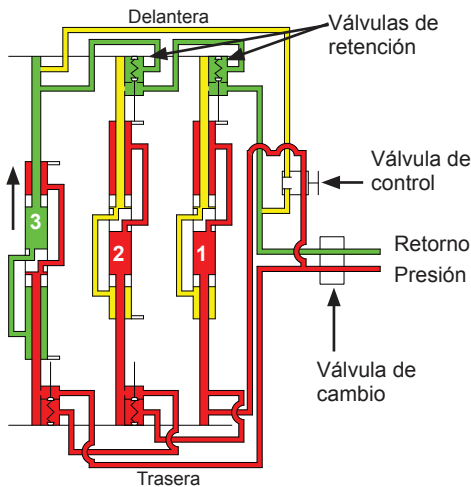 Delantera
Válvulas de
retención
Válvula de
control
Retorno
Presión
Válvula de
cambio
3
2
1
Trasera